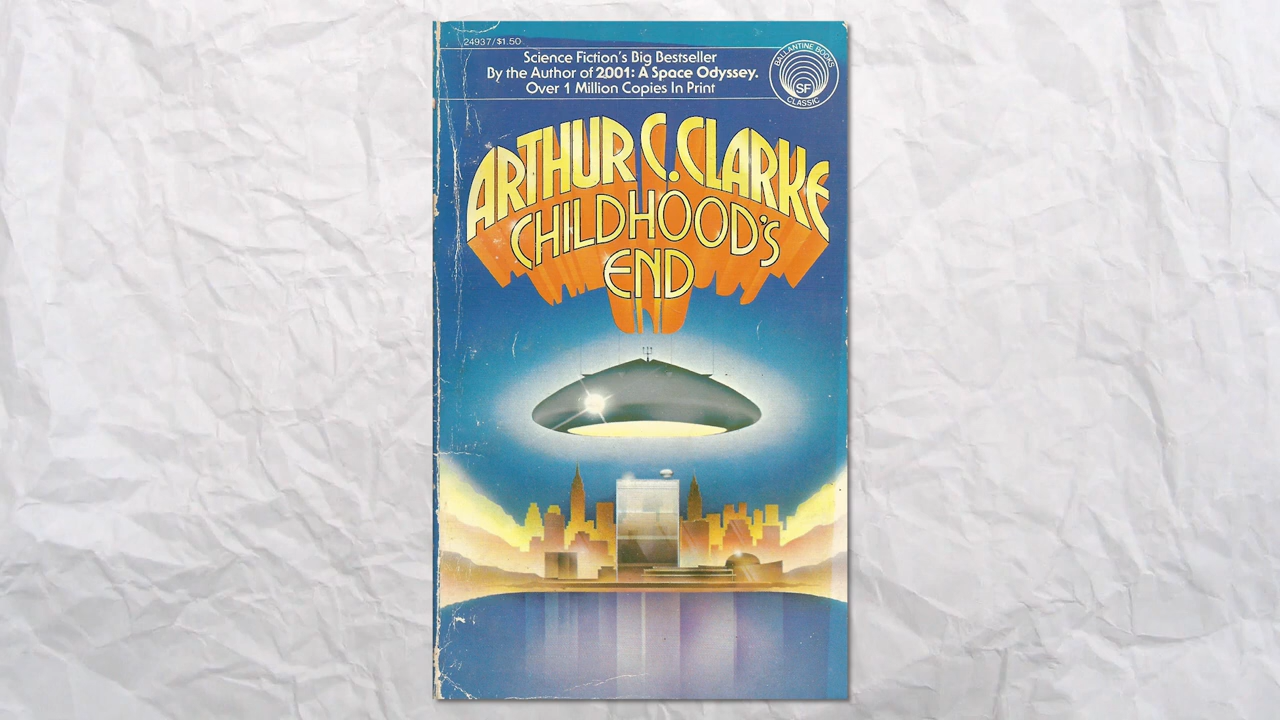 24937/$1.50
Science Fiction's Big Bestseller
By the Author of 2001: A Space Odyssey.
Over 1 Million Copies In Print
BALLANTINE BOOKS
SF
CLASSIC
ARTHUR C. CLARKE
CHILDHOOD'S
END